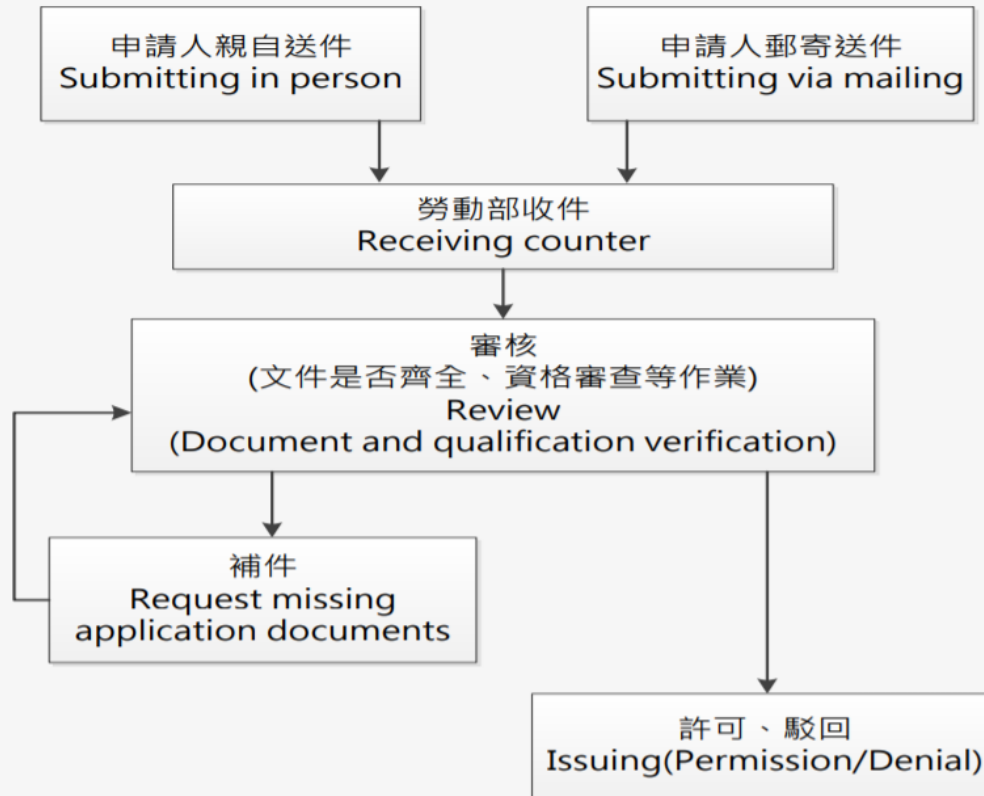 申請人親自送件
Submitting in person
申請人郵寄送件
Submitting via mailing
勞動部收件
Receiving counter
審核
(文件是否齊全、資格審查等作業)
Review
(Document and qualification verification)
補件
Request missing
application documents
許可、駁回
Issuing(Permission/Denial)